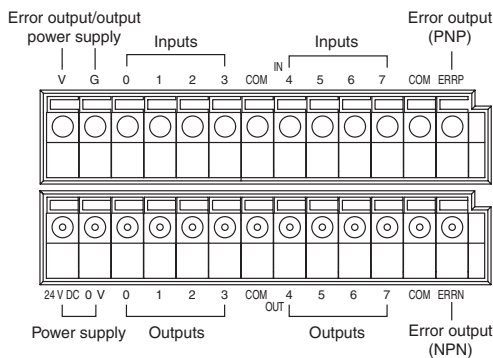 Error output/output
power supply
Inputs
Inputs
Error output
(PNP)
V G 0 1 2 3 COM IN 4 5 6 7 COM ERRP
24 V DC 0 V 0 1 2 3 COM OUT 4 5 6 7 COM ERRN
Power supply
Outputs
Outputs
Error output
(NPN)